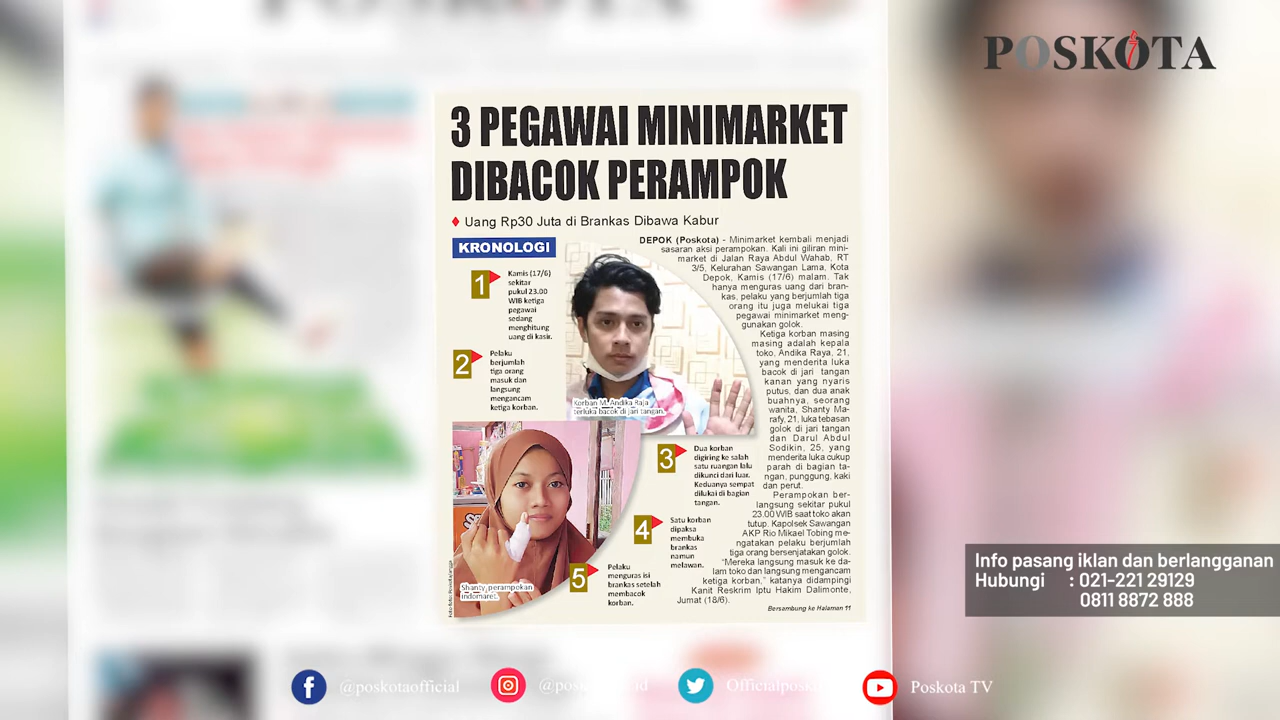 POSKOTA
3 PEGAWAI MINIMARKET
DIBACOK PERAMPOK
Uang Rp30 Juta di Brankas Dibawa Kabur
KRONOLOGI
1
Kamis (17/6)
sekitar
pukul 23.00
WIB ketiga
pegawai
sedang
menghitung
uang di kasir.
2
Pelaku
berjumlah
tiga orang
masuk dan
langsung
mengancam
ketiga korban.
Korban M. Andika Raja
terluka bacok di jari tangan.
3
Dua korban
digiring ke salah
satu ruangan lalu
dikunci dari luar.
Keduanya sempat
dilukai di bagian
tangan.
4
Satu korban
dipaksa
membuka
brankas
namun
melawan.
5
Pelaku
menguras isi
brankas setelah
membacok
korban.
Shanty, perampokan
indomaret.
DEPOK (Poskota) - Minimarket kembali menjadi
sasaran aksi perampokan. Kali ini giliran mini-
market di Jalan Raya Abdul Wahab, RT
3/5, Kelurahan Sawangan Lama, Kota
Depok, Kamis (17/6) malam. Tak
hanya menguras uang dari bran-
kas, pelaku yang berjumlah tiga
orang itu juga melukai tiga
pegawai minimarket meng-
gunakan golok.
Ketiga korban masing
masing adalah kepala
toko, Andika Raya, 21,
yang menderita luka
bacok di jari tangan
kanan yang nyaris
putus, dan dua anak
buahnya, seorang
wanita, Shanty Ma-
rafy, 21, luka tebasan
golok di jari tangan
dan Darul Abdul
Sodikin, 25, yang
menderita luka cukup
parah di bagian ta-
ngan, punggung, kaki
dan perut.
Perampokan ber-
langsung sekitar pukul
23.00 WIB saat toko akan
tutup. Kapolsek Sawangan
AKP Rio Mikael Tobing me-
ngatakan pelaku berjumlah
tiga orang bersenjatakan golok.
"Mereka langsung masuk ke da-
lam toko dan langsung mengancam
ketiga korban," katanya didampingi
Kanit Reskrim Iptu Hakim Dalimonte,
Jumat (18/6).
Bersambung ke Halaman 11
Info pasang iklan dan berlangganan
Hubungi : 021-221 29129
0811 8872 888
@poskotaofficial
Poskota TV